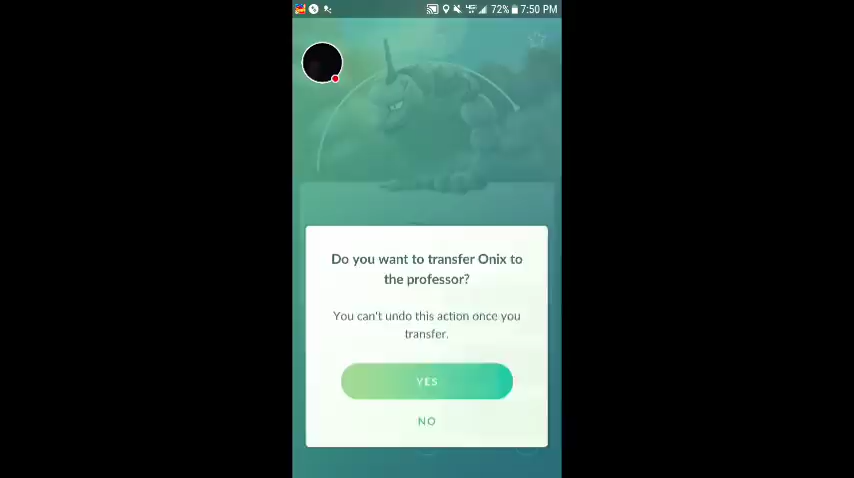 72% 7:50 PM
Do you want to transfer Onix to
the professor?
You can't undo this action once you
transfer.
YES
NO